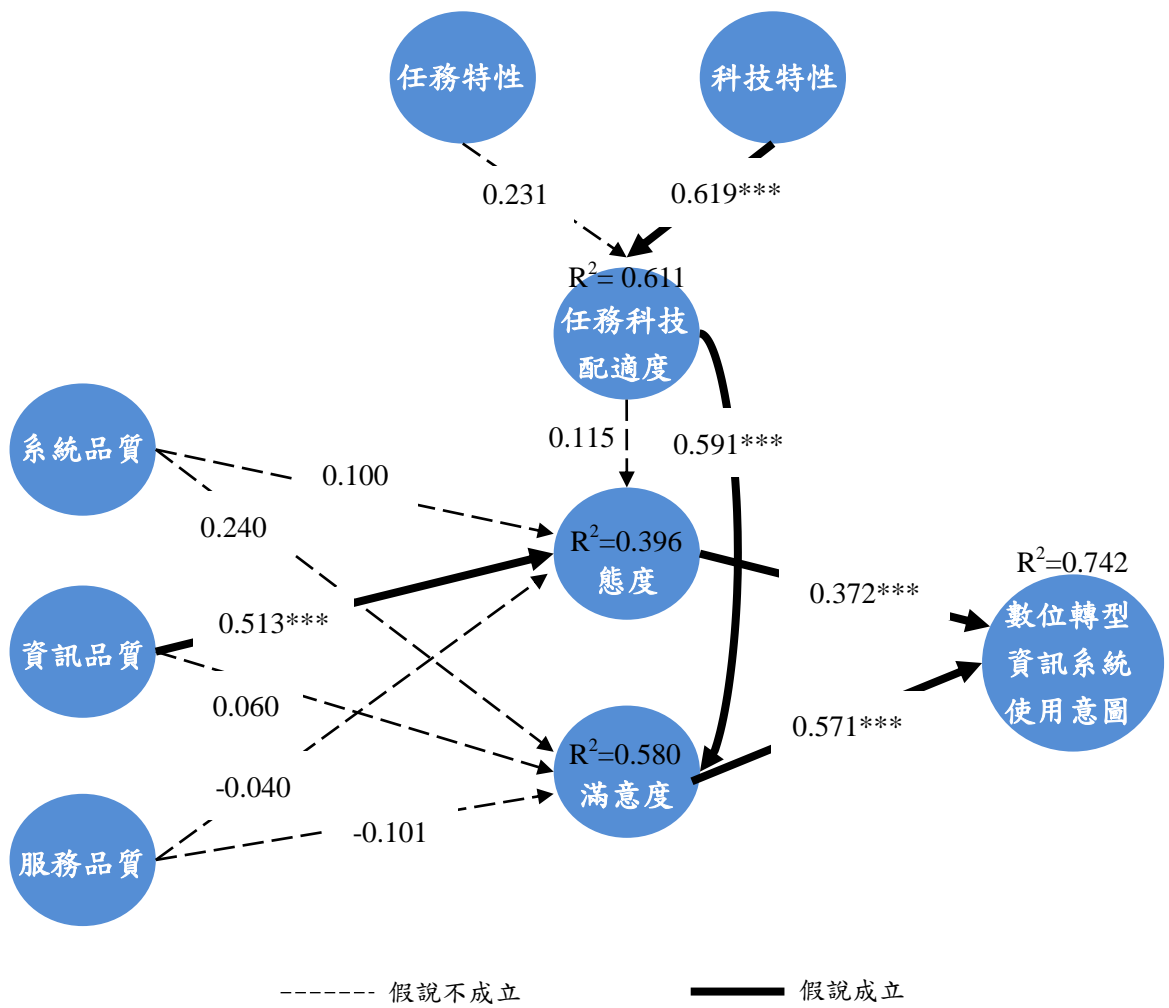 任務特性
科技特性
0.231
0.619***
R²= 0.611
任務科技
配適度
系統品質
0.115
0.591***
0.100
0.240
R²=0.396
態度
R²=0.742
0.372***
數位轉型
資訊系統
使用意圖
資訊品質
0.513***
0.060
0.571***
R²=0.580
滿意度
-0.040
-0.101
服務品質
假說不成立
假說成立